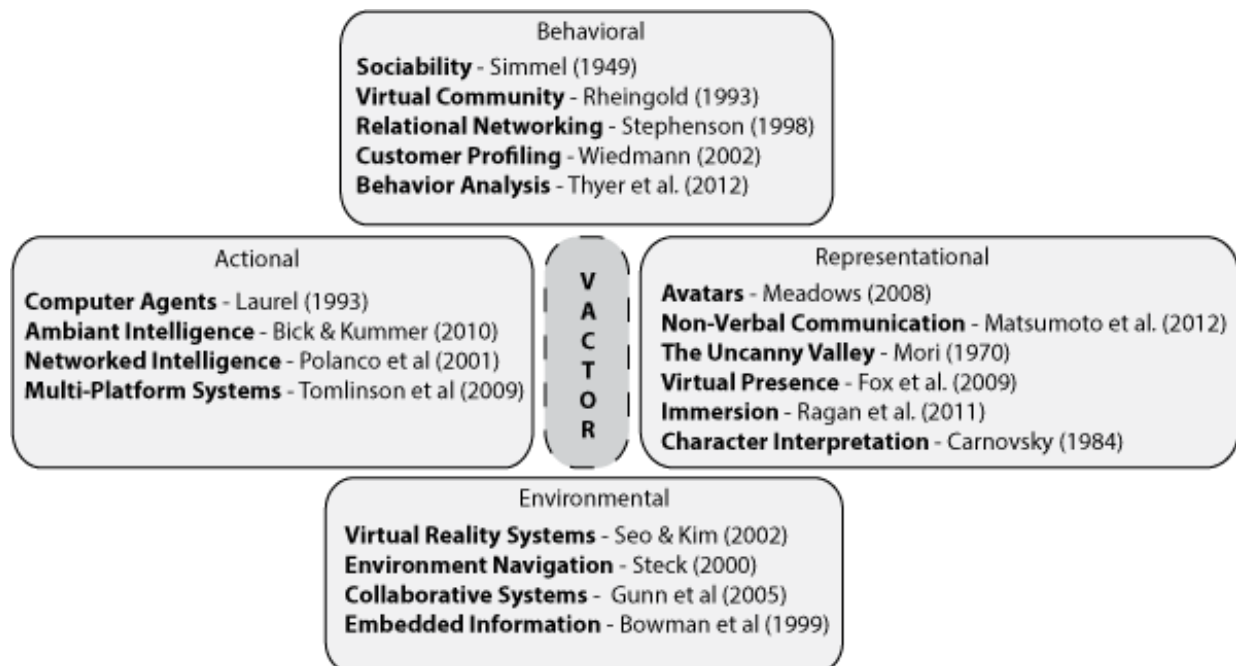 Behavioral
Sociability - Simmel (1949)
Virtual Community - Rheingold (1993)
Relational Networking - Stephenson (1998)
Customer Profiling - Wiedmann (2002)
Behavior Analysis - Thyer et al. (2012)
Actional
Computer Agents - Laurel (1993)
Ambiant Intelligence - Bick & Kummer (2010)
Networked Intelligence - Polanco et al (2001)
Multi-Platform Systems - Tomlinson et al (2009)
V
A
C
T
O
R
Representational
Avatars - Meadows (2008)
Non-Verbal Communication - Matsumoto et al. (2012)
The Uncanny Valley - Mori (1970)
Virtual Presence - Fox et al. (2009)
Immersion - Ragan et al. (2011)
Character Interpretation - Carnovsky (1984)
Environmental
Virtual Reality Systems - Seo & Kim (2002)
Environment Navigation - Steck (2000)
Collaborative Systems - Gunn et al (2005)
Embedded Information - Bowman et al (1999)